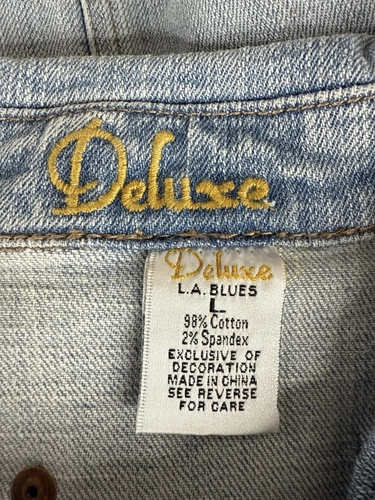 Deluxe
Deluxe
L.A. BLUES
L
98% Cotton
2% Spandex
EXCLUSIVE OF
DECORATION
MADE IN CHINA
SEE REVERSE
FOR CARE